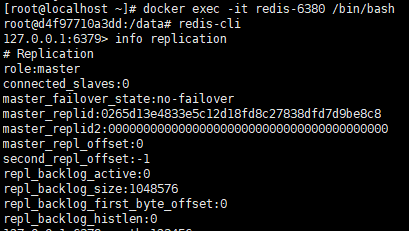 [root@localhost ~]# docker exec -it redis-6380 /bin/bash
root@d4f97710a3dd:/data# redis-cli
127.0.0.1:6379> info replication
# Replication
role:master
connected_slaves:0
master_failover_state:no-failover
master_replid:0265d13e4833e5c12d18fd8c27838dfd7d9be8c8
master_replid2:0000000000000000000000000000000000000000
master_repl_offset:0
second_repl_offset:-1
repl_backlog_active:0
repl_backlog_size:1048576
repl_backlog_first_byte_offset:0
repl_backlog_histlen:0